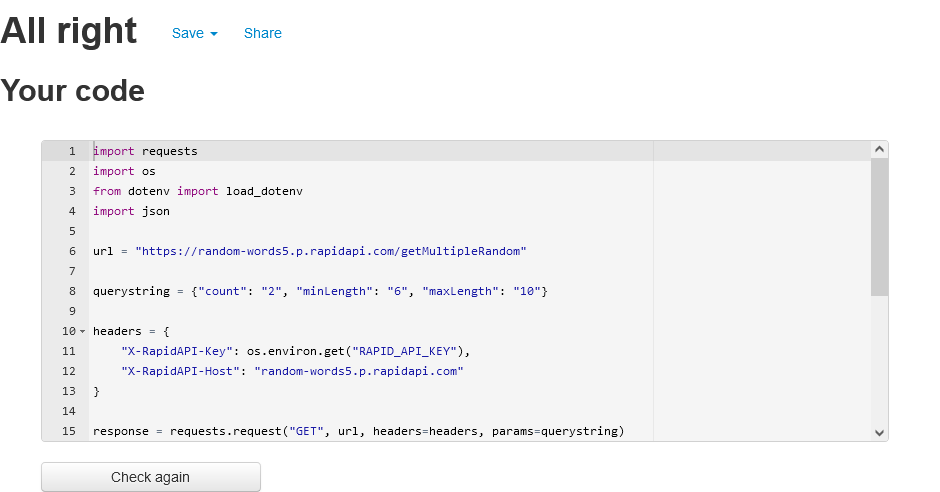 All right Save Share
Your code
1 import requests
2 import os
3 from dotenv import load_dotenv
4 import json
5
6 url = "https://random-words5.p.rapidapi.com/getMultipleRandom"
7
8 querystring = {"count": "2", "minLength": "6", "maxLength": "10"}
9
10 headers = {
11     "X-RapidAPI-Key": os.environ.get("RAPID_API_KEY"),
12     "X-RapidAPI-Host": "random-words5.p.rapidapi.com"
13 }
14
15 response = requests.request("GET", url, headers=headers, params=querystring)
Check again